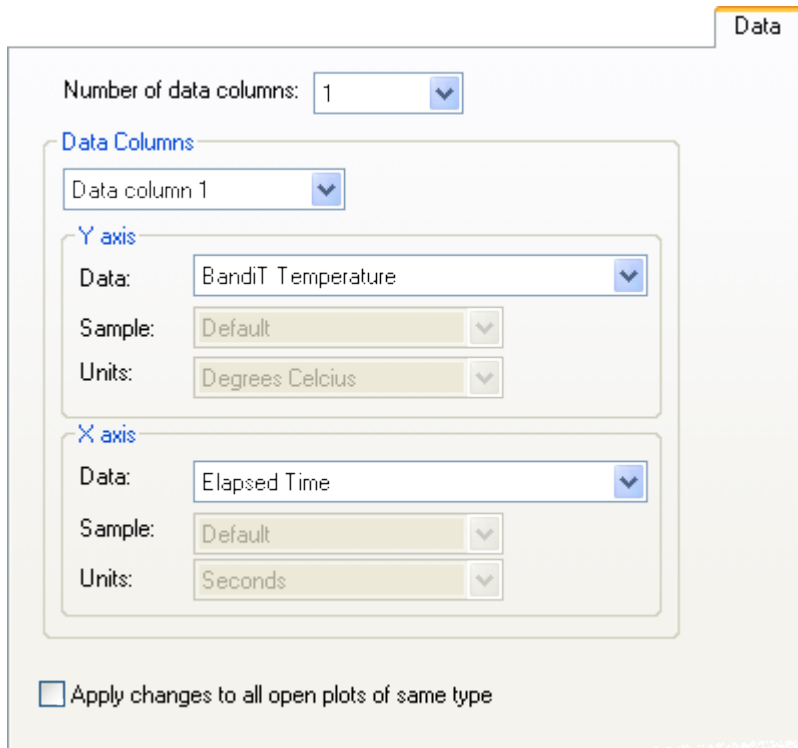 Data
Number of data columns: 1
Data Columns
Data column 1
Y axis
Data: BandiT Temperature
Sample: Default
Units: Degrees Celcius
X axis
Data: Elapsed Time
Sample: Default
Units: Seconds
Apply changes to all open plots of same type